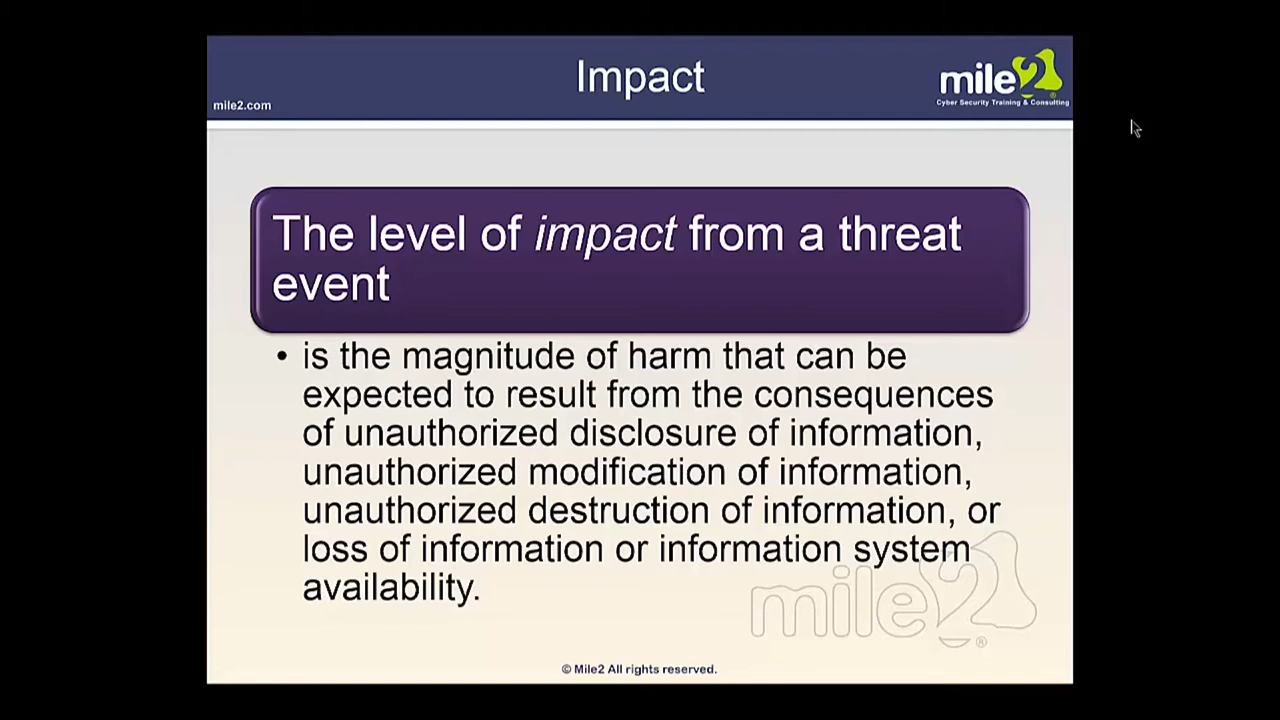 Impact
mile2
Cyber Security Training & Consulting
mile2.com
The level of impact from a threat
event
• is the magnitude of harm that can be
expected to result from the consequences
of unauthorized disclosure of information,
unauthorized modification of information,
unauthorized destruction of information, or
loss of information or information system
availability.
mile2®
© Mile2 All rights reserved.